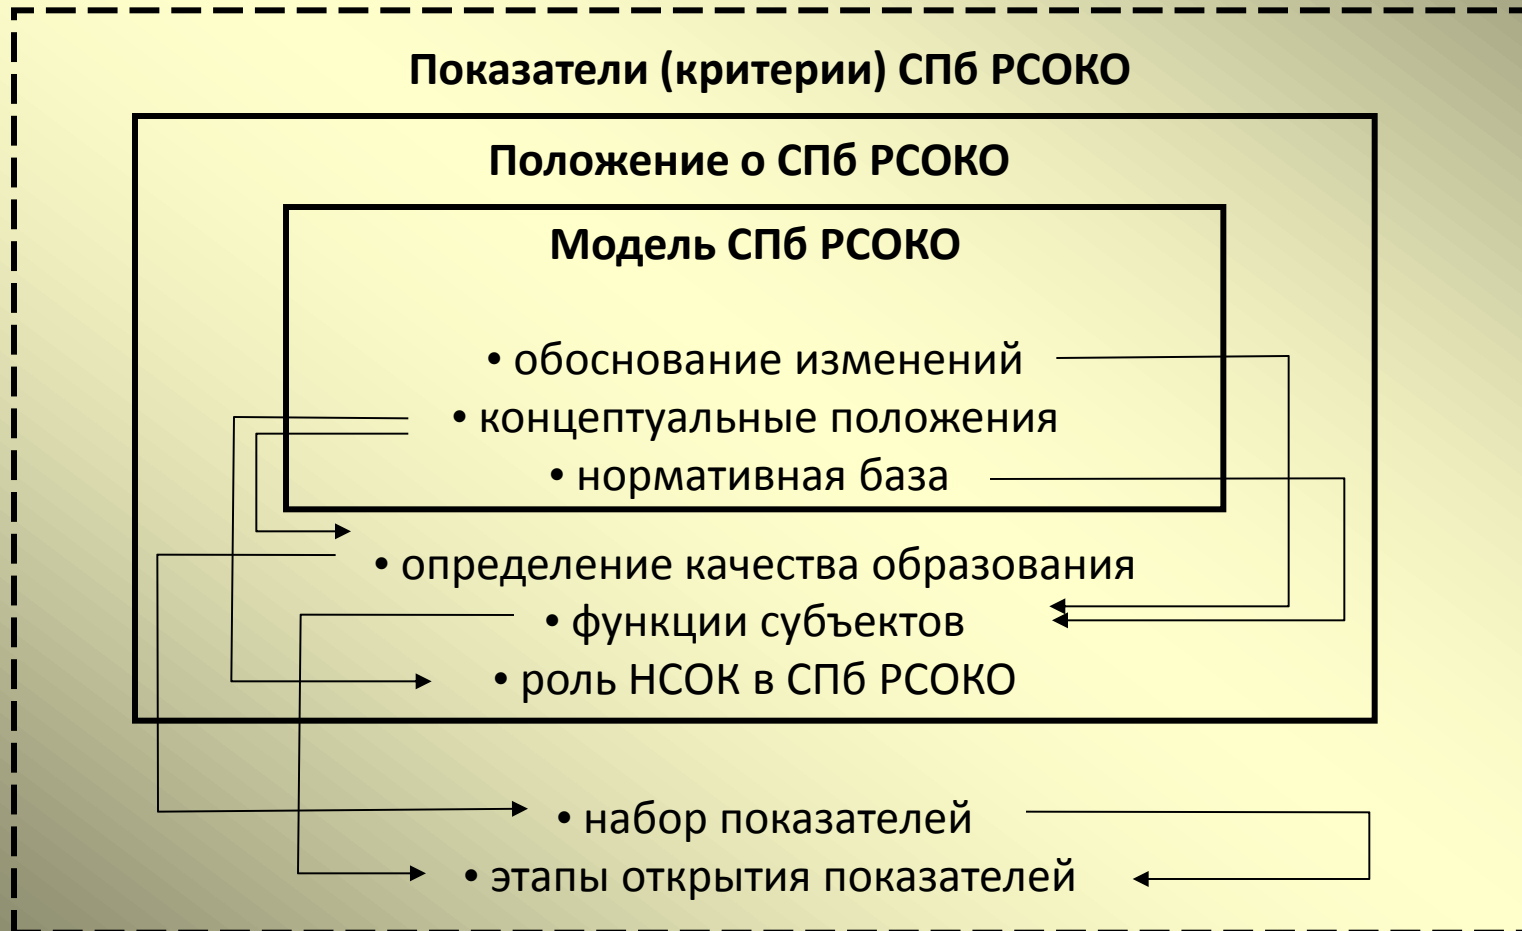 Показатели (критерии) СПб РСОКО
Положение о СПб РСОКО
Модель СПб РСОКО
• обоснование изменений
• концептуальные положения
• нормативная база
• определение качества образования
• функции субъектов
• роль НСОК в СПб РСОКО
• набор показателей
• этапы открытия показателей